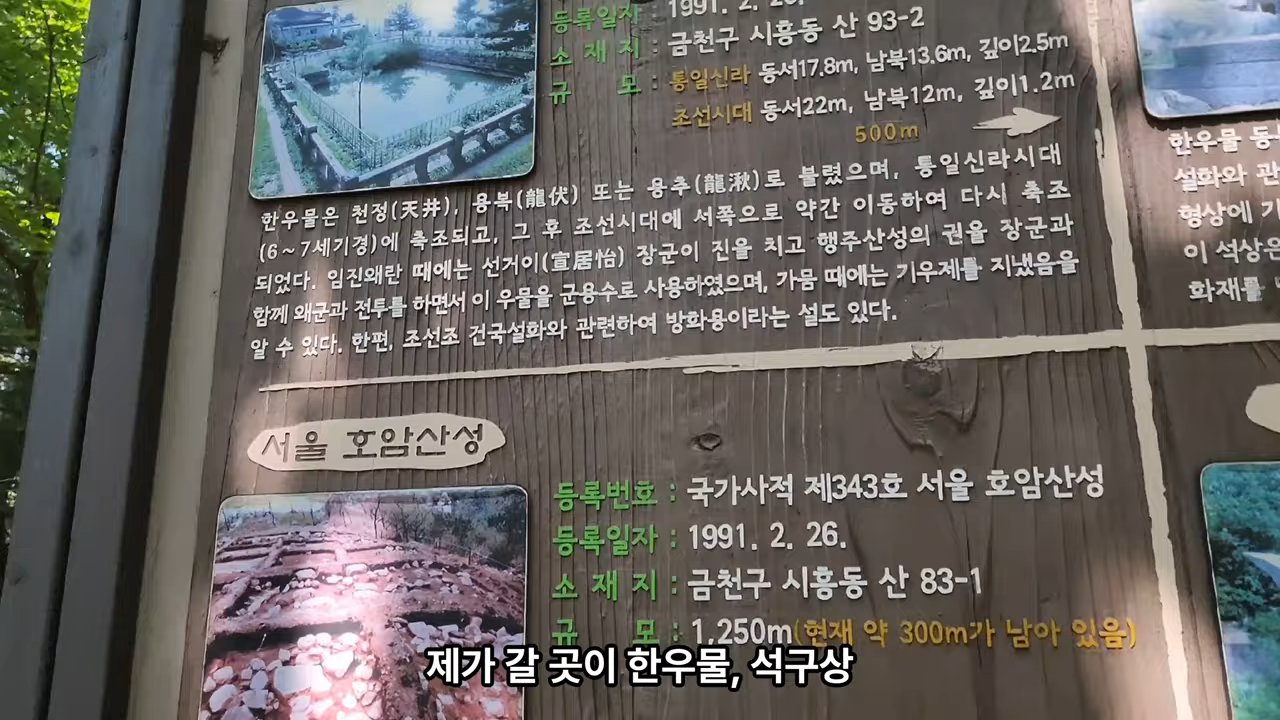 등록일자 : 1991. 2. 26.
소 재 지 : 금천구 시흥동 산 93-2
규 모 : 통일신라 동서17.8m, 남북13.6m, 깊이2.5m
조선시대 동서22m, 남북12m, 깊이1.2m
500m
한우물은 천정(天井), 용복(龍伏) 또는 용추(龍湫)로 불렸으며, 통일신라시대
(6~7세기경)에 축조되고, 그 후 조선시대에 서쪽으로 약간 이동하여 다시 축조
되었다. 임진왜란 때에는 선거이(宣居怡) 장군이 진을 치고 행주산성의 권율 장군과
함께 왜군과 전투를 하면서 이 우물을 군용수로 사용하였으며, 가뭄 때에는 기우제를 지냈음을
알 수 있다. 한편, 조선조 건국설화와 관련하여 방화용이라는 설도 있다.
한우물
설화와
형상에
이 석상은
화재를
서울 호암산성
등록번호 : 국가사적 제343호 서울 호암산성
등록일자 : 1991. 2. 26.
소 재 지 : 금천구 시흥동 산 83-1
규 모 : 1,250m(현재 약 300m가 남아 있음)
제가 갈 곳이 한우물, 석구상